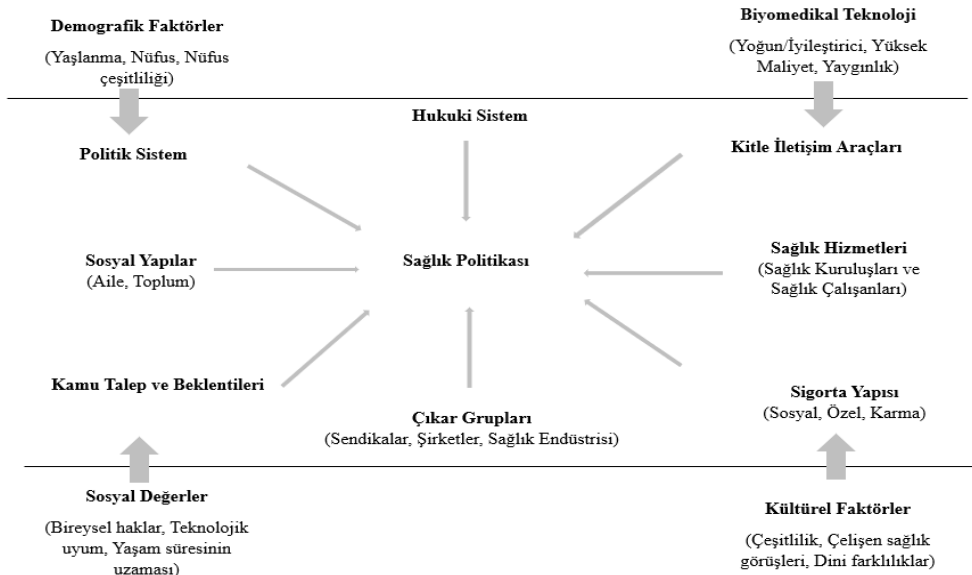 Demografik Faktörler
(Yaşlanma, Nüfus, Nüfus
çeşitliliği)
Biyomedikal Teknoloji
(Yoğun/İyileştirici, Yüksek
Maliyet, Yaygınlık)
Hukuki Sistem
Politik Sistem
Kitle İletişim Araçları
Sosyal Yapılar
(Aile, Toplum)
Sağlık Politikası
Sağlık Hizmetleri
(Sağlık Kuruluşları ve
Sağlık Çalışanları)
Kamu Talep ve Beklentileri
Çıkar Grupları
(Sendikalar, Şirketler, Sağlık Endüstrisi)
Sigorta Yapısı
(Sosyal, Özel, Karma)
Sosyal Değerler
(Bireysel haklar, Teknolojik
uyum, Yaşam süresinin
uzaması)
Kültürel Faktörler
(Çeşitlilik, Çelişen sağlık
görüşleri, Dini farklılıklar)